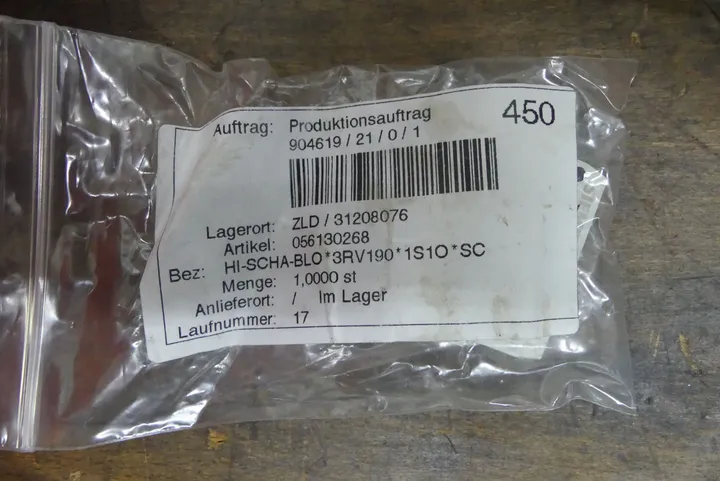 450
Auftrag: Produktionsauftrag
904619 / 21 / 0 / 1
Lagerort: ZLD / 31208076
Artikel: 056130268
Bez: HI-SCHA-BLO*3RV190*1S1O*SC
Menge: 1,0000 st
Anlieferort: / Im Lager
Laufnummer: 17